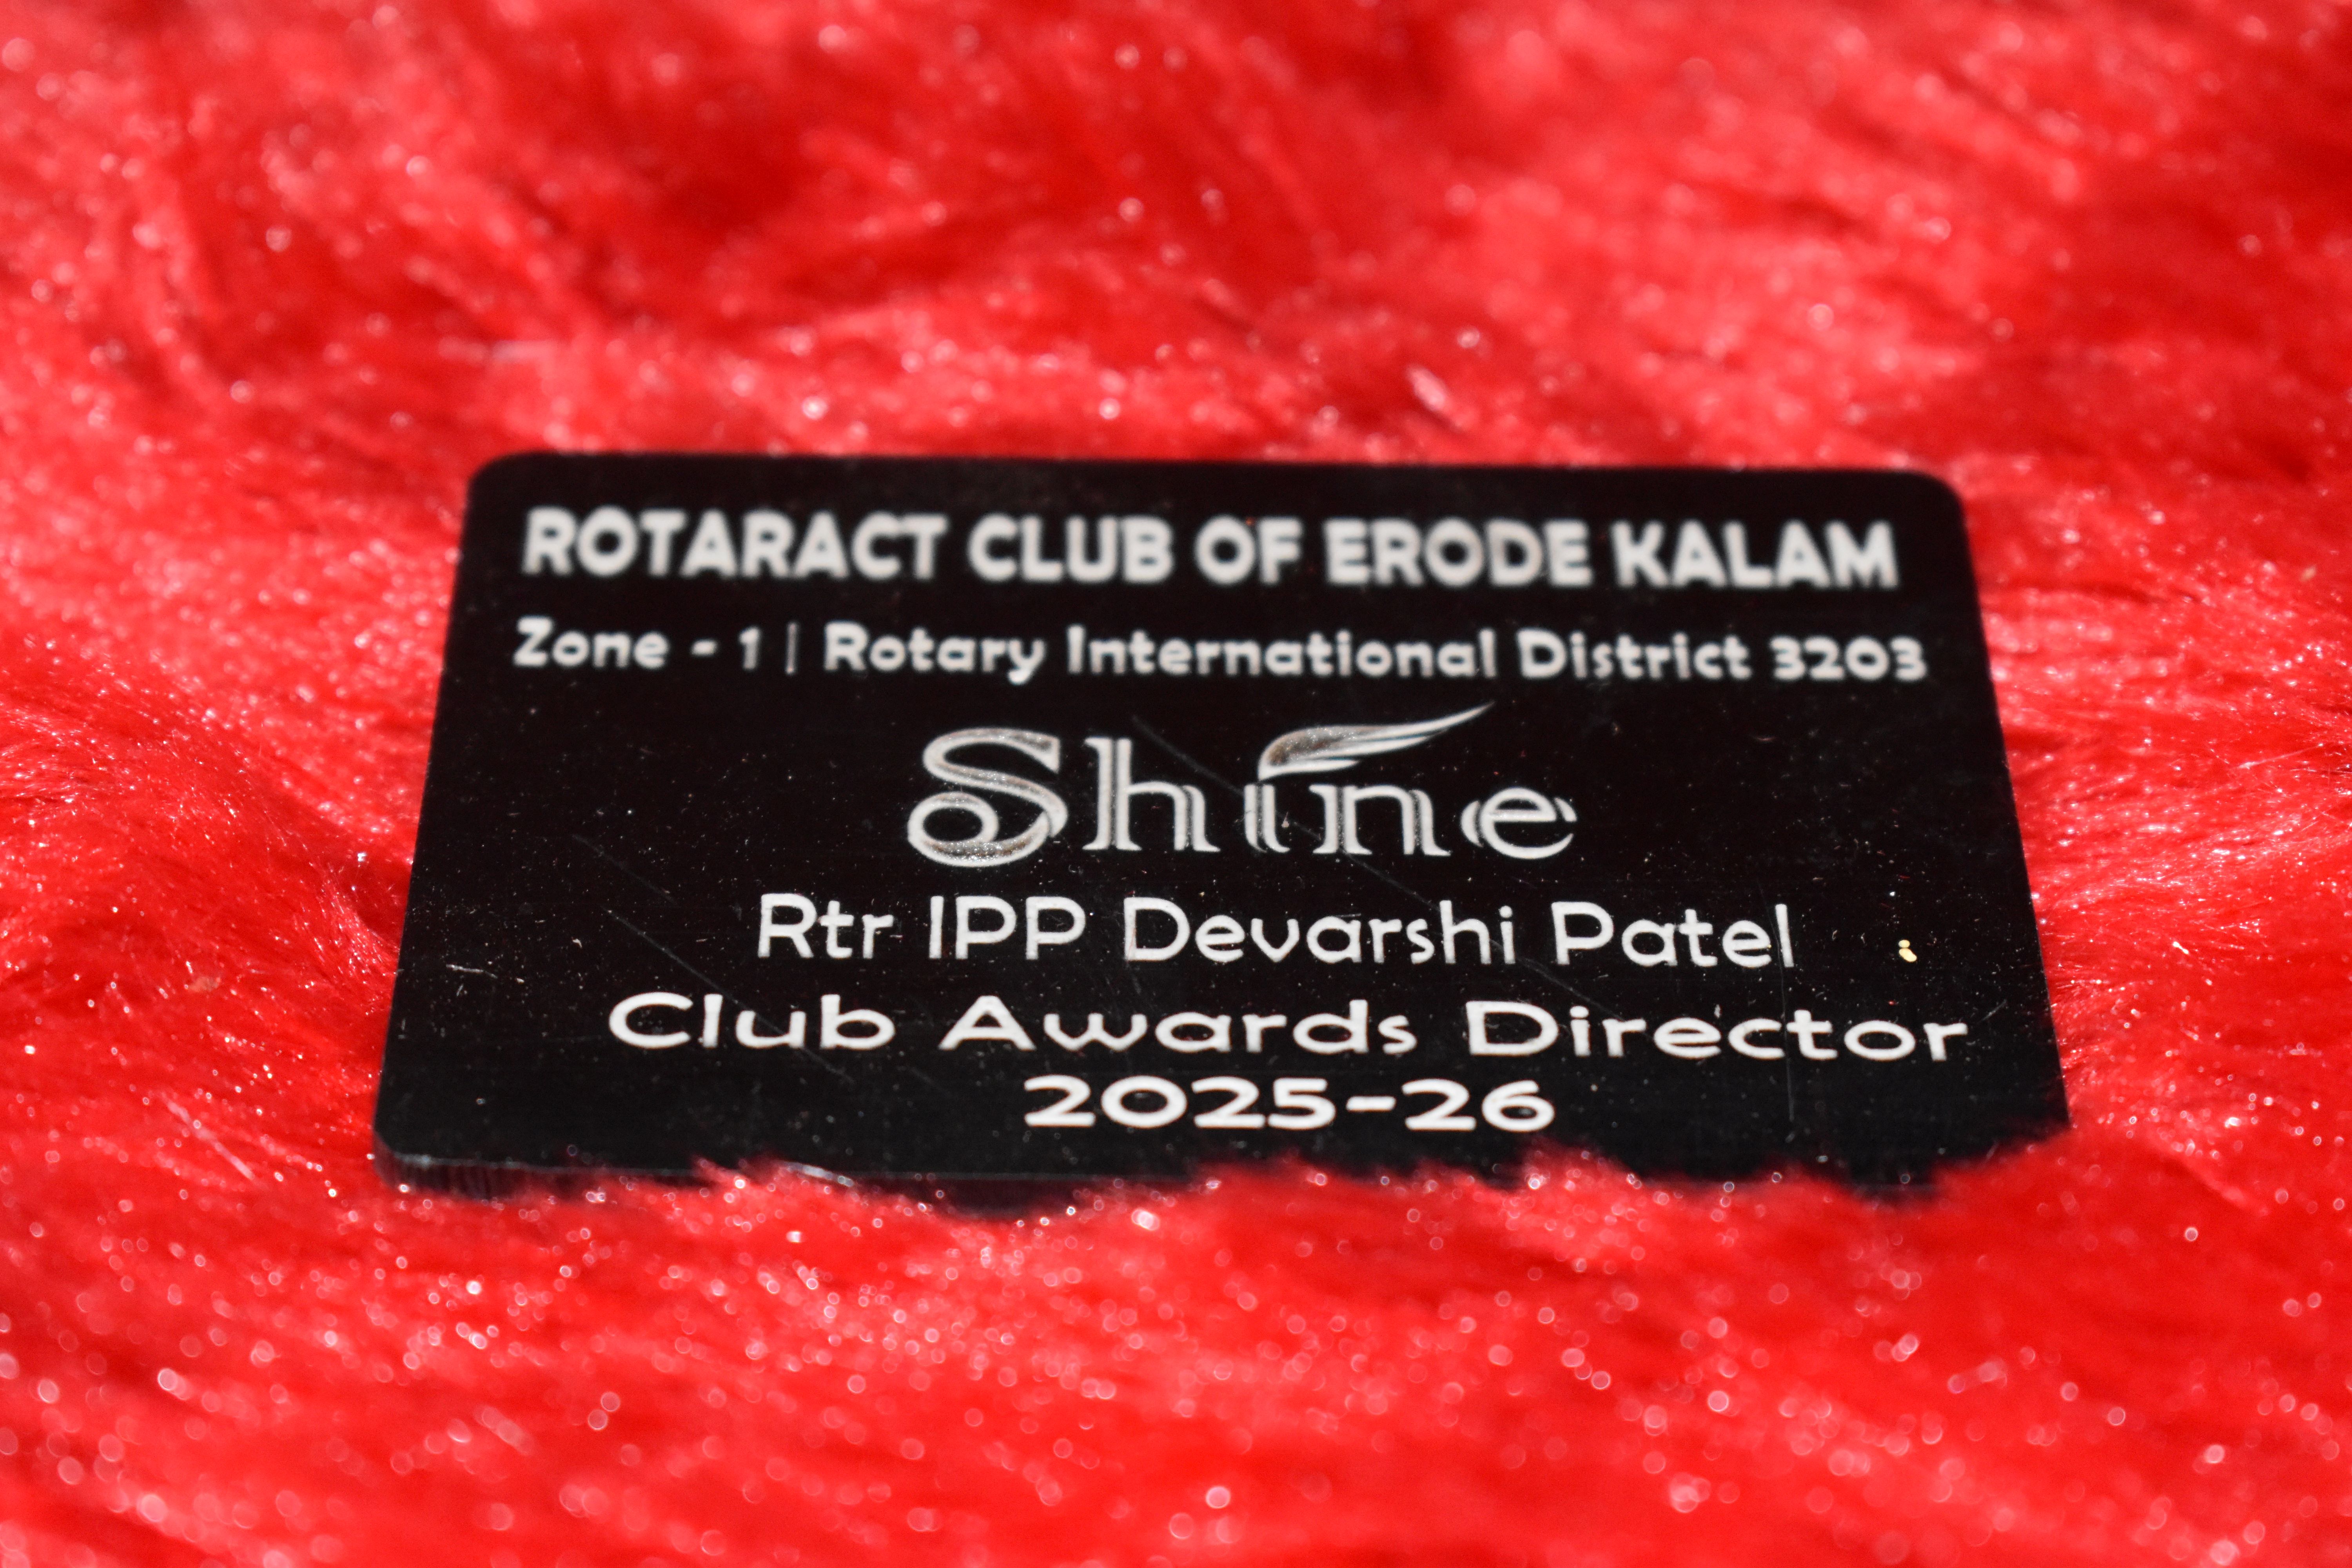 ROTARACT CLUB OF ERODE KALAM
Zone - 1 | Rotary International District 3203
Shine
Rtr IPP Devarshi Patel
Club Awards Director
2025-26